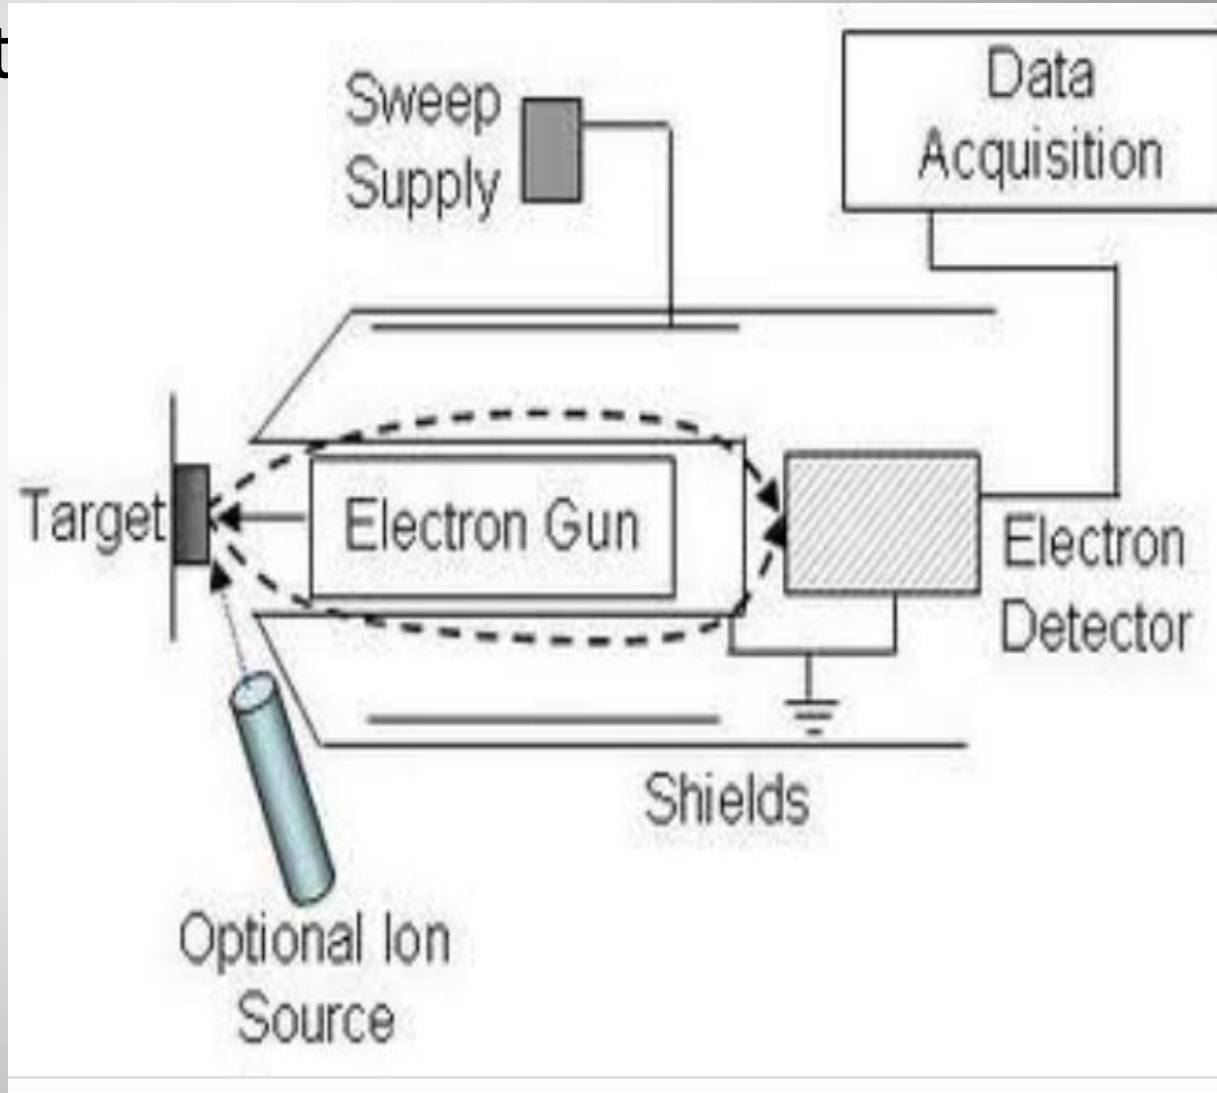 t
Sweep
Supply
Data
Acquisition
Target
Electron Gun
Electron
Detector
Shields
Optional Ion
Source